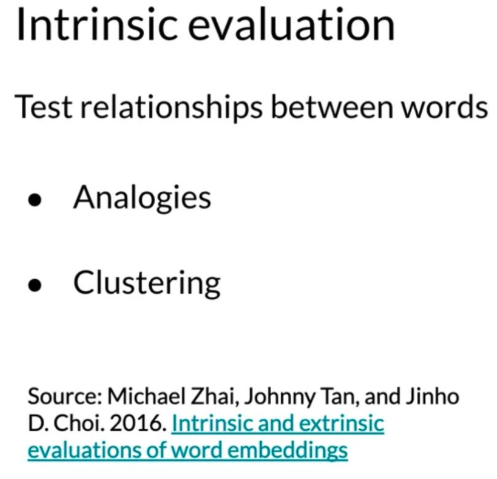 Intrinsic evaluation
Test relationships between words
● Analogies
● Clustering
Source: Michael Zhai, Johnny Tan, and Jinho
D. Choi. 2016. Intrinsic and extrinsic
evaluations of word embeddings